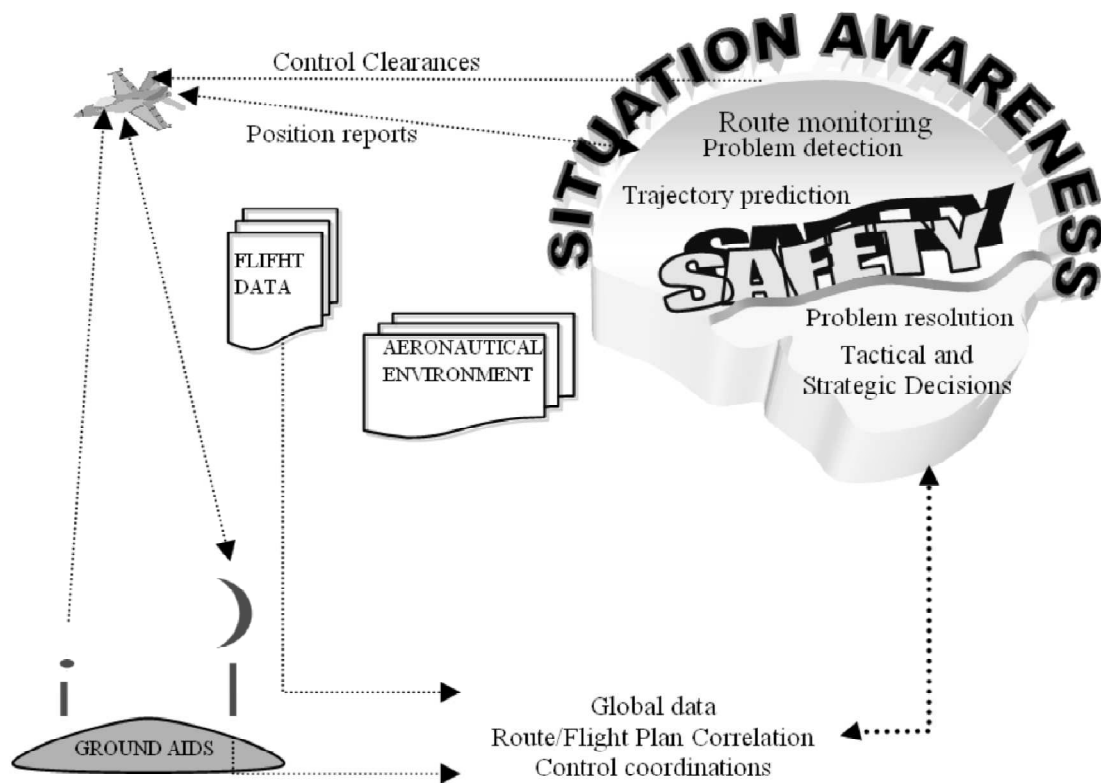 SITUATION AWARENESS
Control Clearances
Position reports
Route monitoring
Problem detection
Trajectory prediction
SAFETY
FLIFHT
DATA
AERONAUTICAL
ENVIRONMENT
Problem resolution
Tactical and
Strategic Decisions
GROUND AIDS
Global data
Route/Flight Plan Correlation
Control coordinations